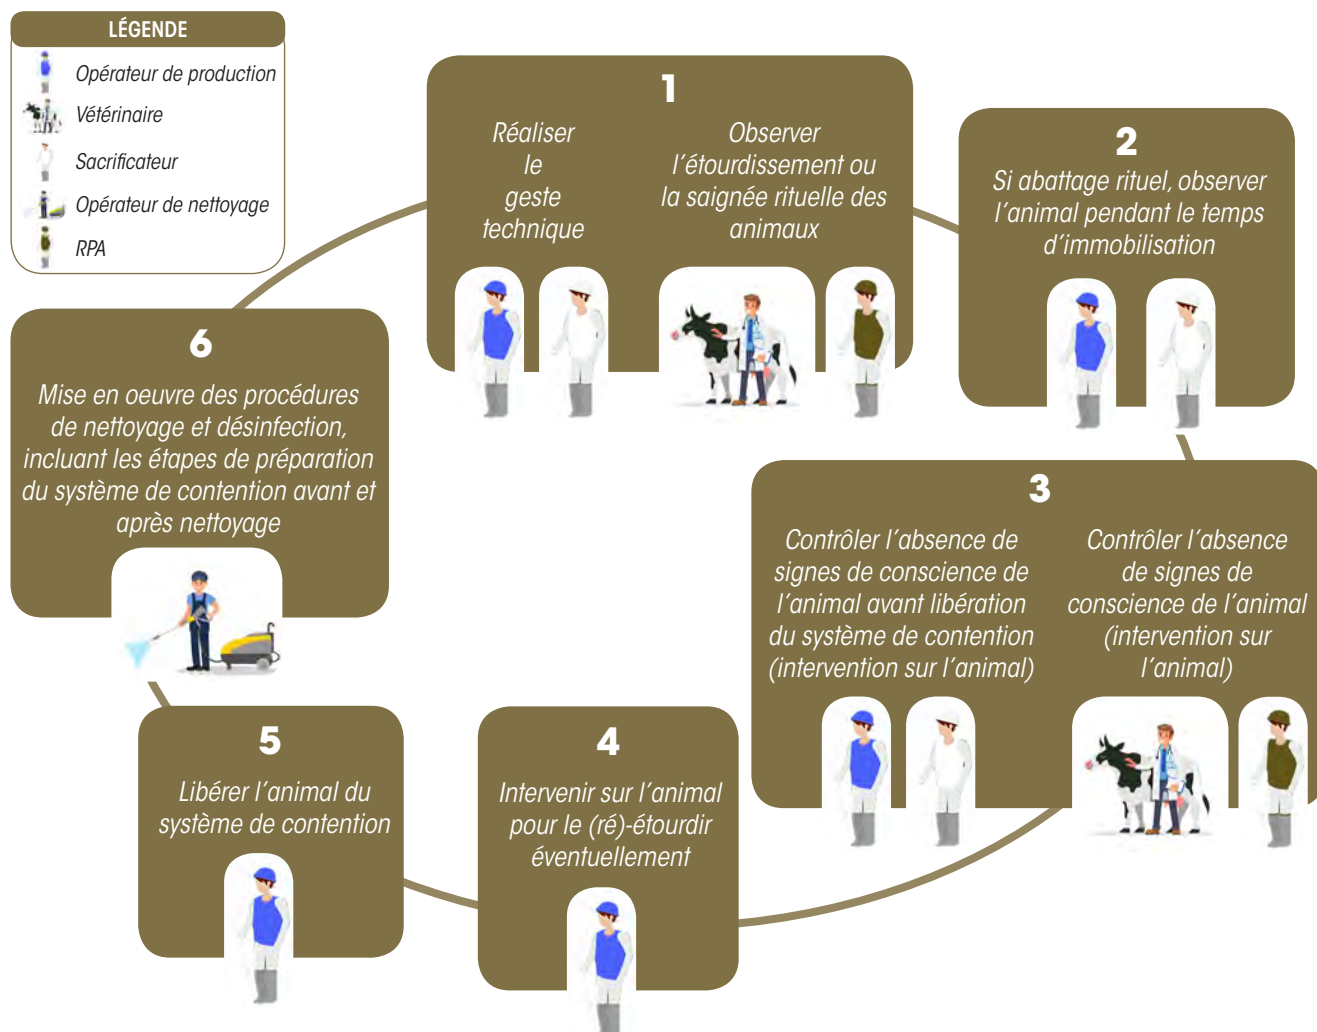 LÉGENDE
Opérateur de production
Vétérinaire
Sacrificateur
Opérateur de nettoyage
RPA
1
Réaliser
le
geste
technique
Observer
l'étourdissement ou
la saignée rituelle des
animaux
2
Si abattage rituel, observer
l'animal pendant le temps
d'immobilisation
3
Contrôler l'absence de
signes de conscience de
l'animal avant libération
du système de contention
(intervention sur l'animal)
Contrôler l'absence
de signes de
conscience de l'animal
(intervention sur
l'animal)
4
Intervenir sur l'animal
pour le (ré)-étourdir
éventuellement
5
Libérer l'animal du
système de contention
6
Mise en oeuvre des procédures
de nettoyage et désinfection,
incluant les étapes de préparation
du système de contention avant et
après nettoyage